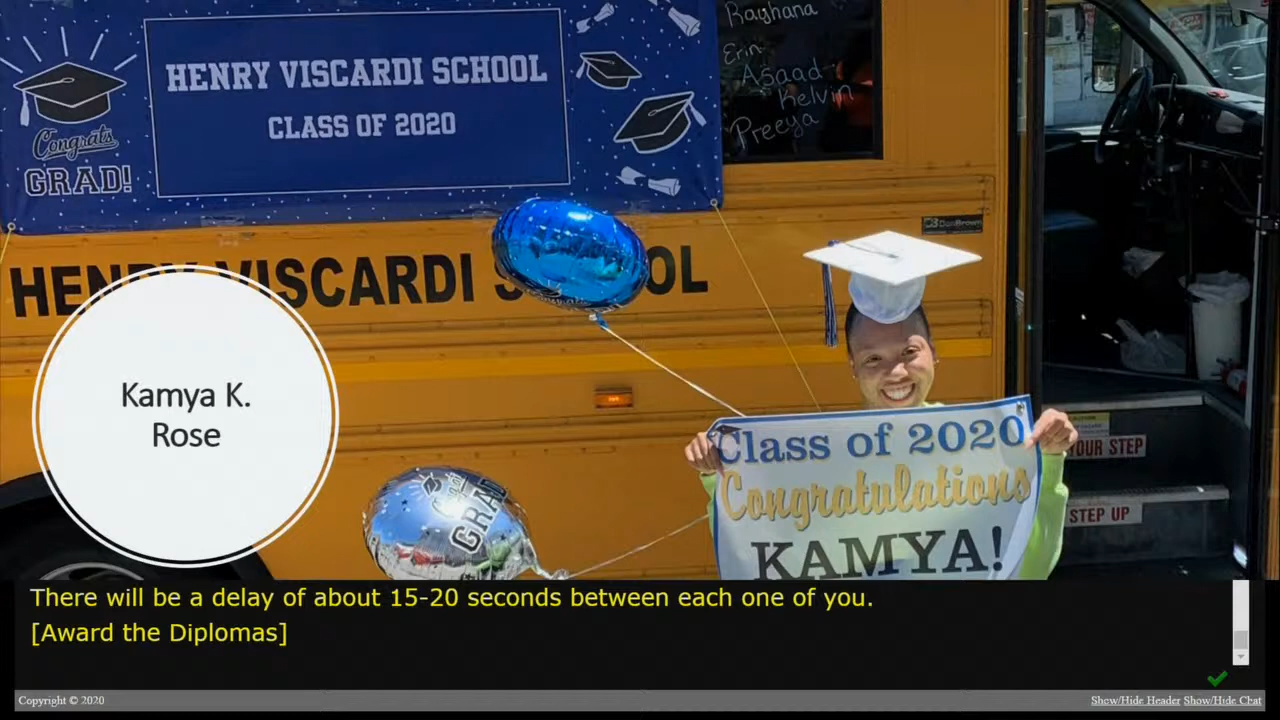 Congrats
GRAD!
HENRY VISCARDI SCHOOL
CLASS OF 2020
Rayhana
Erin
Asaad
Kelvin
Preeya
DonBrown
HENRY VISCARDI SCHOOL
Kamya K.
Rose
GRAD
Class of 2020
Congratulations
KAMYA!
YOUR STEP
STEP UP
There will be a delay of about 15-20 seconds between each one of you.
[Award the Diplomas]
Copyright © 2020
Show/Hide Header Show/Hide Chat